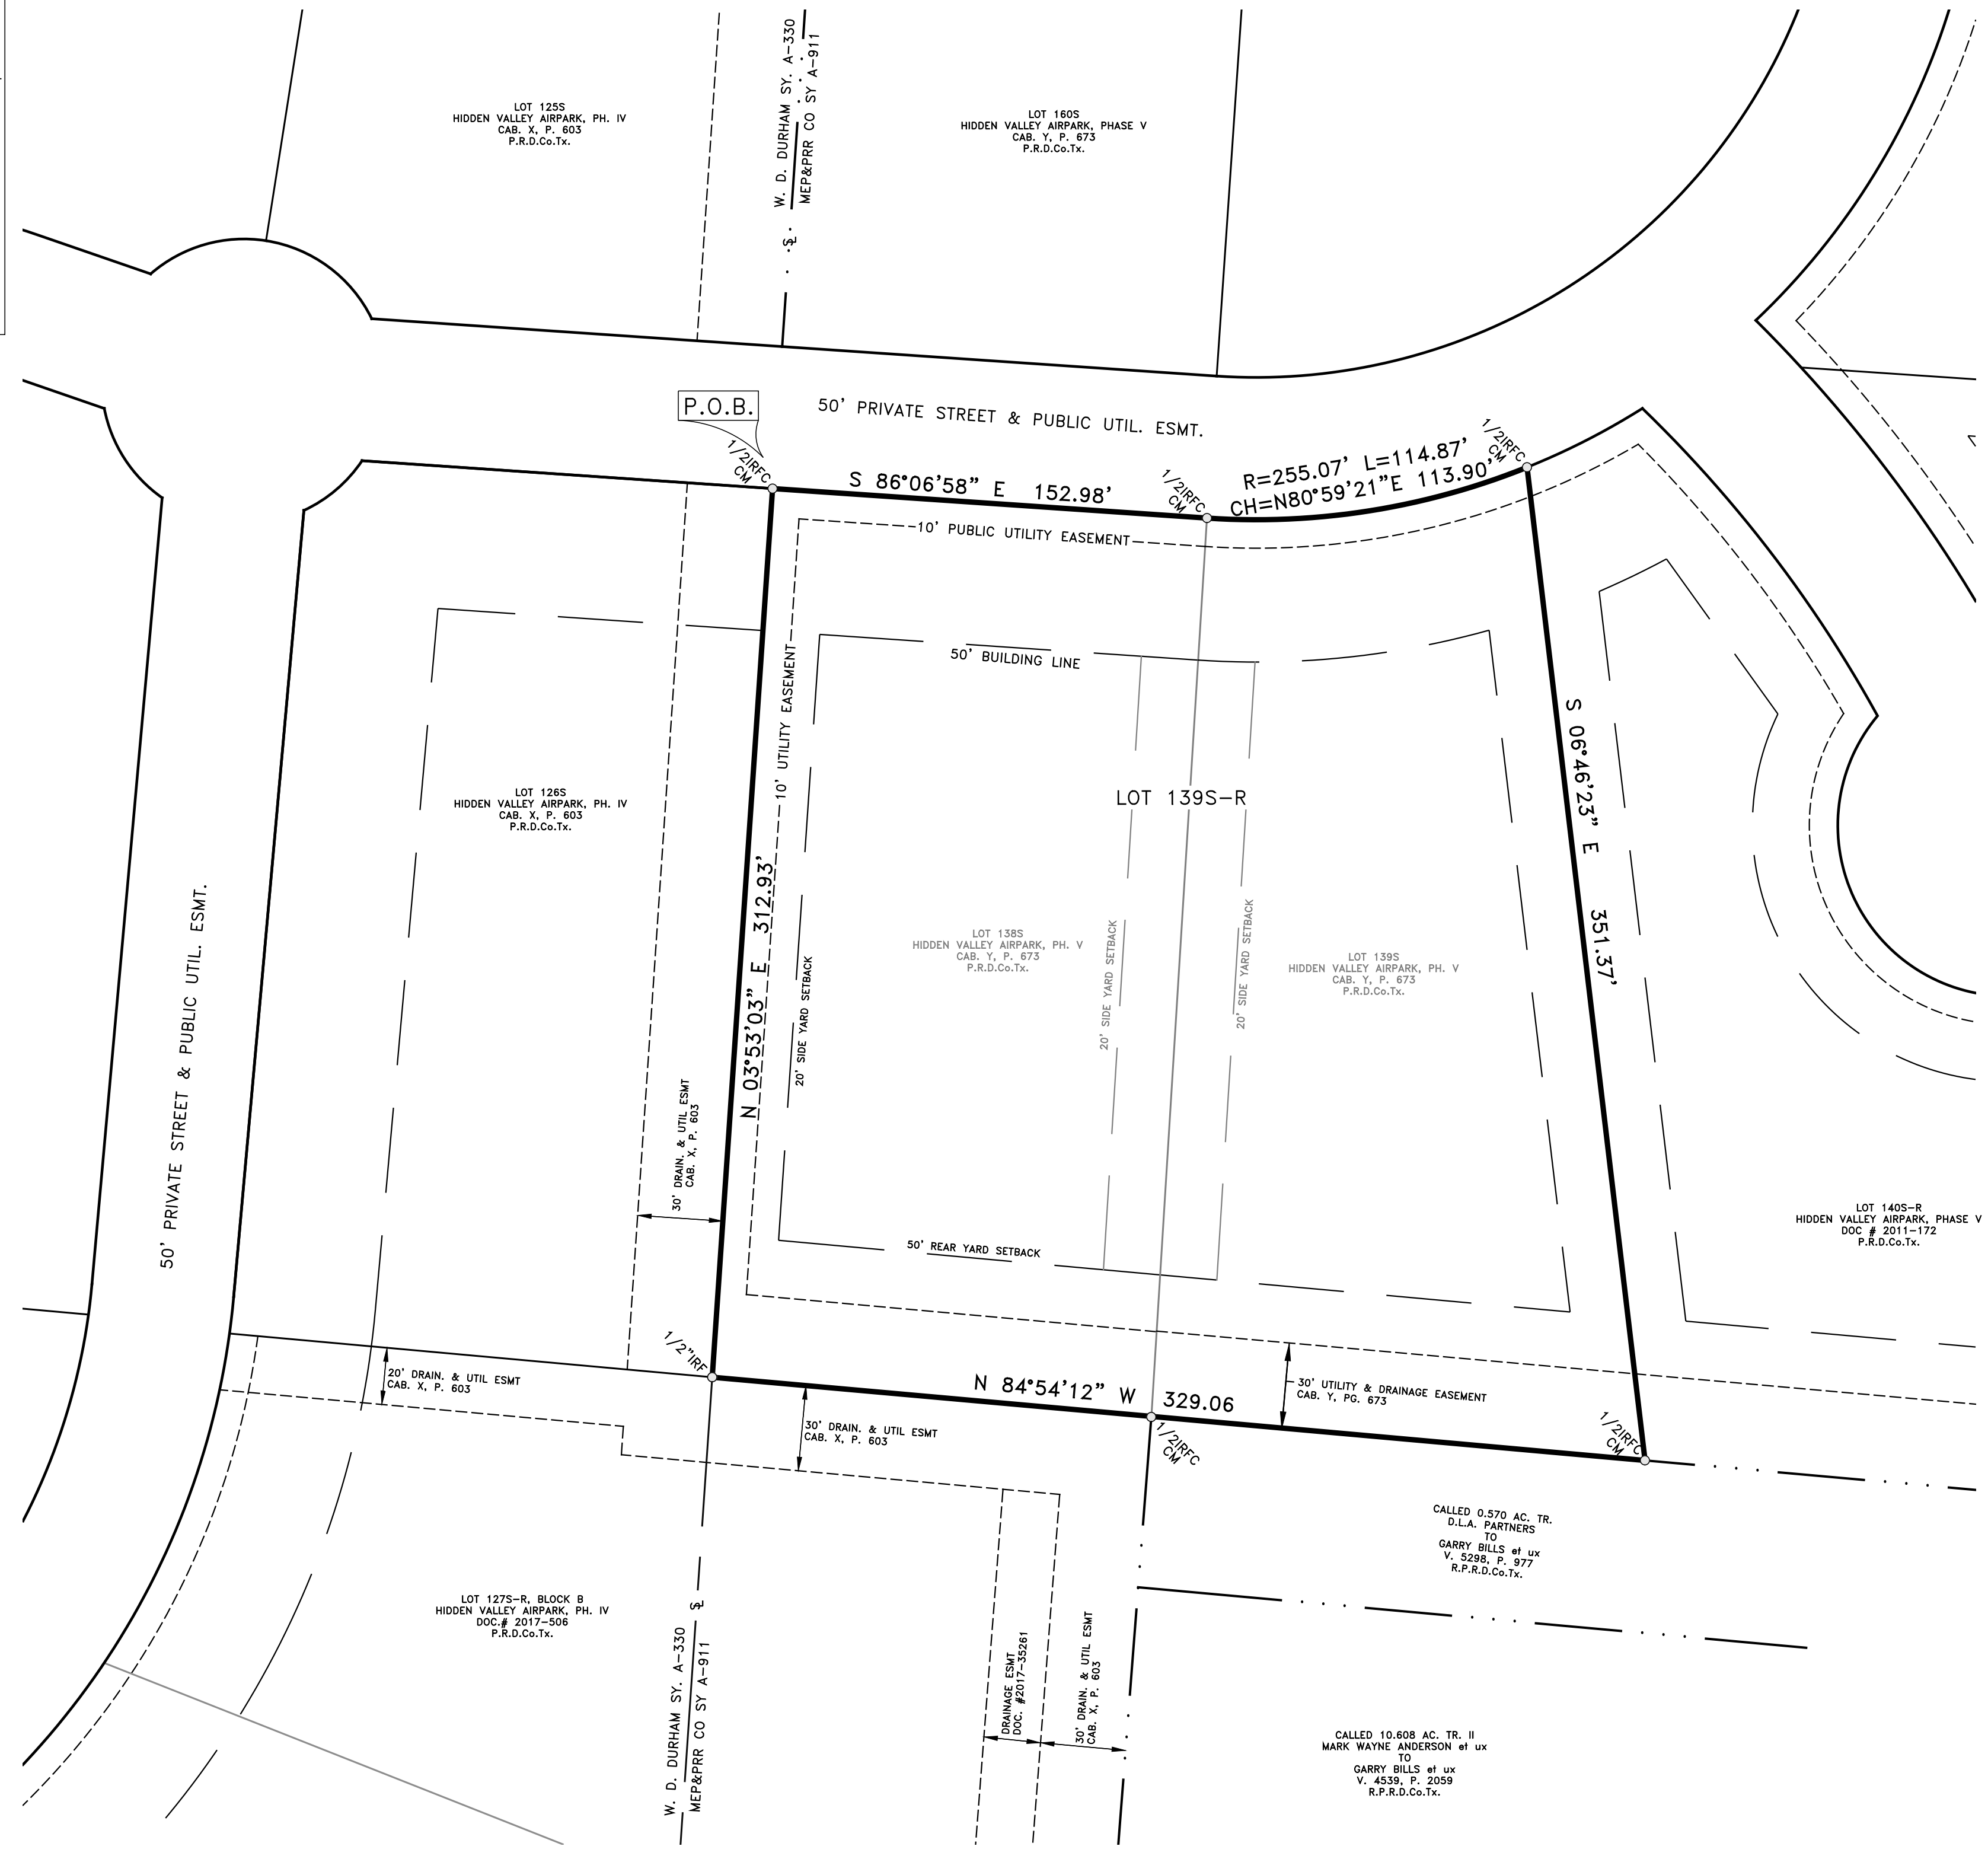 LOT 125S
HIDDEN VALLEY AIRPARK, PH. IV
CAB. X, P. 603
P.R.D.Co.Tx.
W. D. DURHAM SY. A-330
MEP&PRR CO SY A-911
LOT 160S
HIDDEN VALLEY AIRPARK, PHASE V
CAB. Y, P. 673
P.R.D.Co.Tx.
P.O.B.
50' PRIVATE STREET & PUBLIC UTIL. ESMT.
1/2IRFC
CM
S 86°06'58" E 152.98'
1/2IRFC
CM
R=255.07' L=114.87'
CH=N80°59'21"E 113.90'
1/2IRFC
CM
10' PUBLIC UTILITY EASEMENT
50' BUILDING LINE
10' UTILITY EASEMENT
S 06°46'23" E 351.37'
LOT 126S
HIDDEN VALLEY AIRPARK, PH. IV
CAB. X, P. 603
P.R.D.Co.Tx.
LOT 139S-R
N 03°53'03" E 312.93'
20' SIDE YARD SETBACK
LOT 138S
HIDDEN VALLEY AIRPARK, PH. V
CAB. Y, P. 673
P.R.D.Co.Tx.
20' SIDE YARD SETBACK
20' SIDE YARD SETBACK
LOT 139S
HIDDEN VALLEY AIRPARK, PH. V
CAB. Y, P. 673
P.R.D.Co.Tx.
50' PRIVATE STREET & PUBLIC UTIL. ESMT.
30' DRAIN. & UTIL ESMT
CAB. X, P. 603
50' REAR YARD SETBACK
LOT 140S-R
HIDDEN VALLEY AIRPARK, PHASE V
DOC # 2011-172
P.R.D.Co.Tx.
1/2"IRF
20' DRAIN. & UTIL ESMT
CAB. X, P. 603
N 84°54'12" W 329.06
30' UTILITY & DRAINAGE EASEMENT
CAB. Y, PG. 673
30' DRAIN. & UTIL ESMT
CAB. X, P. 603
1/2IRFC
CM
1/2IRFC
CM
CALLED 0.570 AC. TR.
D.L.A. PARTNERS
TO
GARRY BILLS et ux
V. 5298, P. 977
R.P.R.D.Co.Tx.
LOT 127S-R, BLOCK B
HIDDEN VALLEY AIRPARK, PH. IV
DOC.# 2017-506
P.R.D.Co.Tx.
W. D. DURHAM SY. A-330
MEP&PRR CO SY A-911
DRAINAGE ESMT
DOC. #2017-35261
30' DRAIN. & UTIL ESMT
CAB. X, P. 603
CALLED 10.608 AC. TR. II
MARK WAYNE ANDERSON et ux
TO
GARRY BILLS et ux
V. 4539, P. 2059
R.P.R.D.Co.Tx.